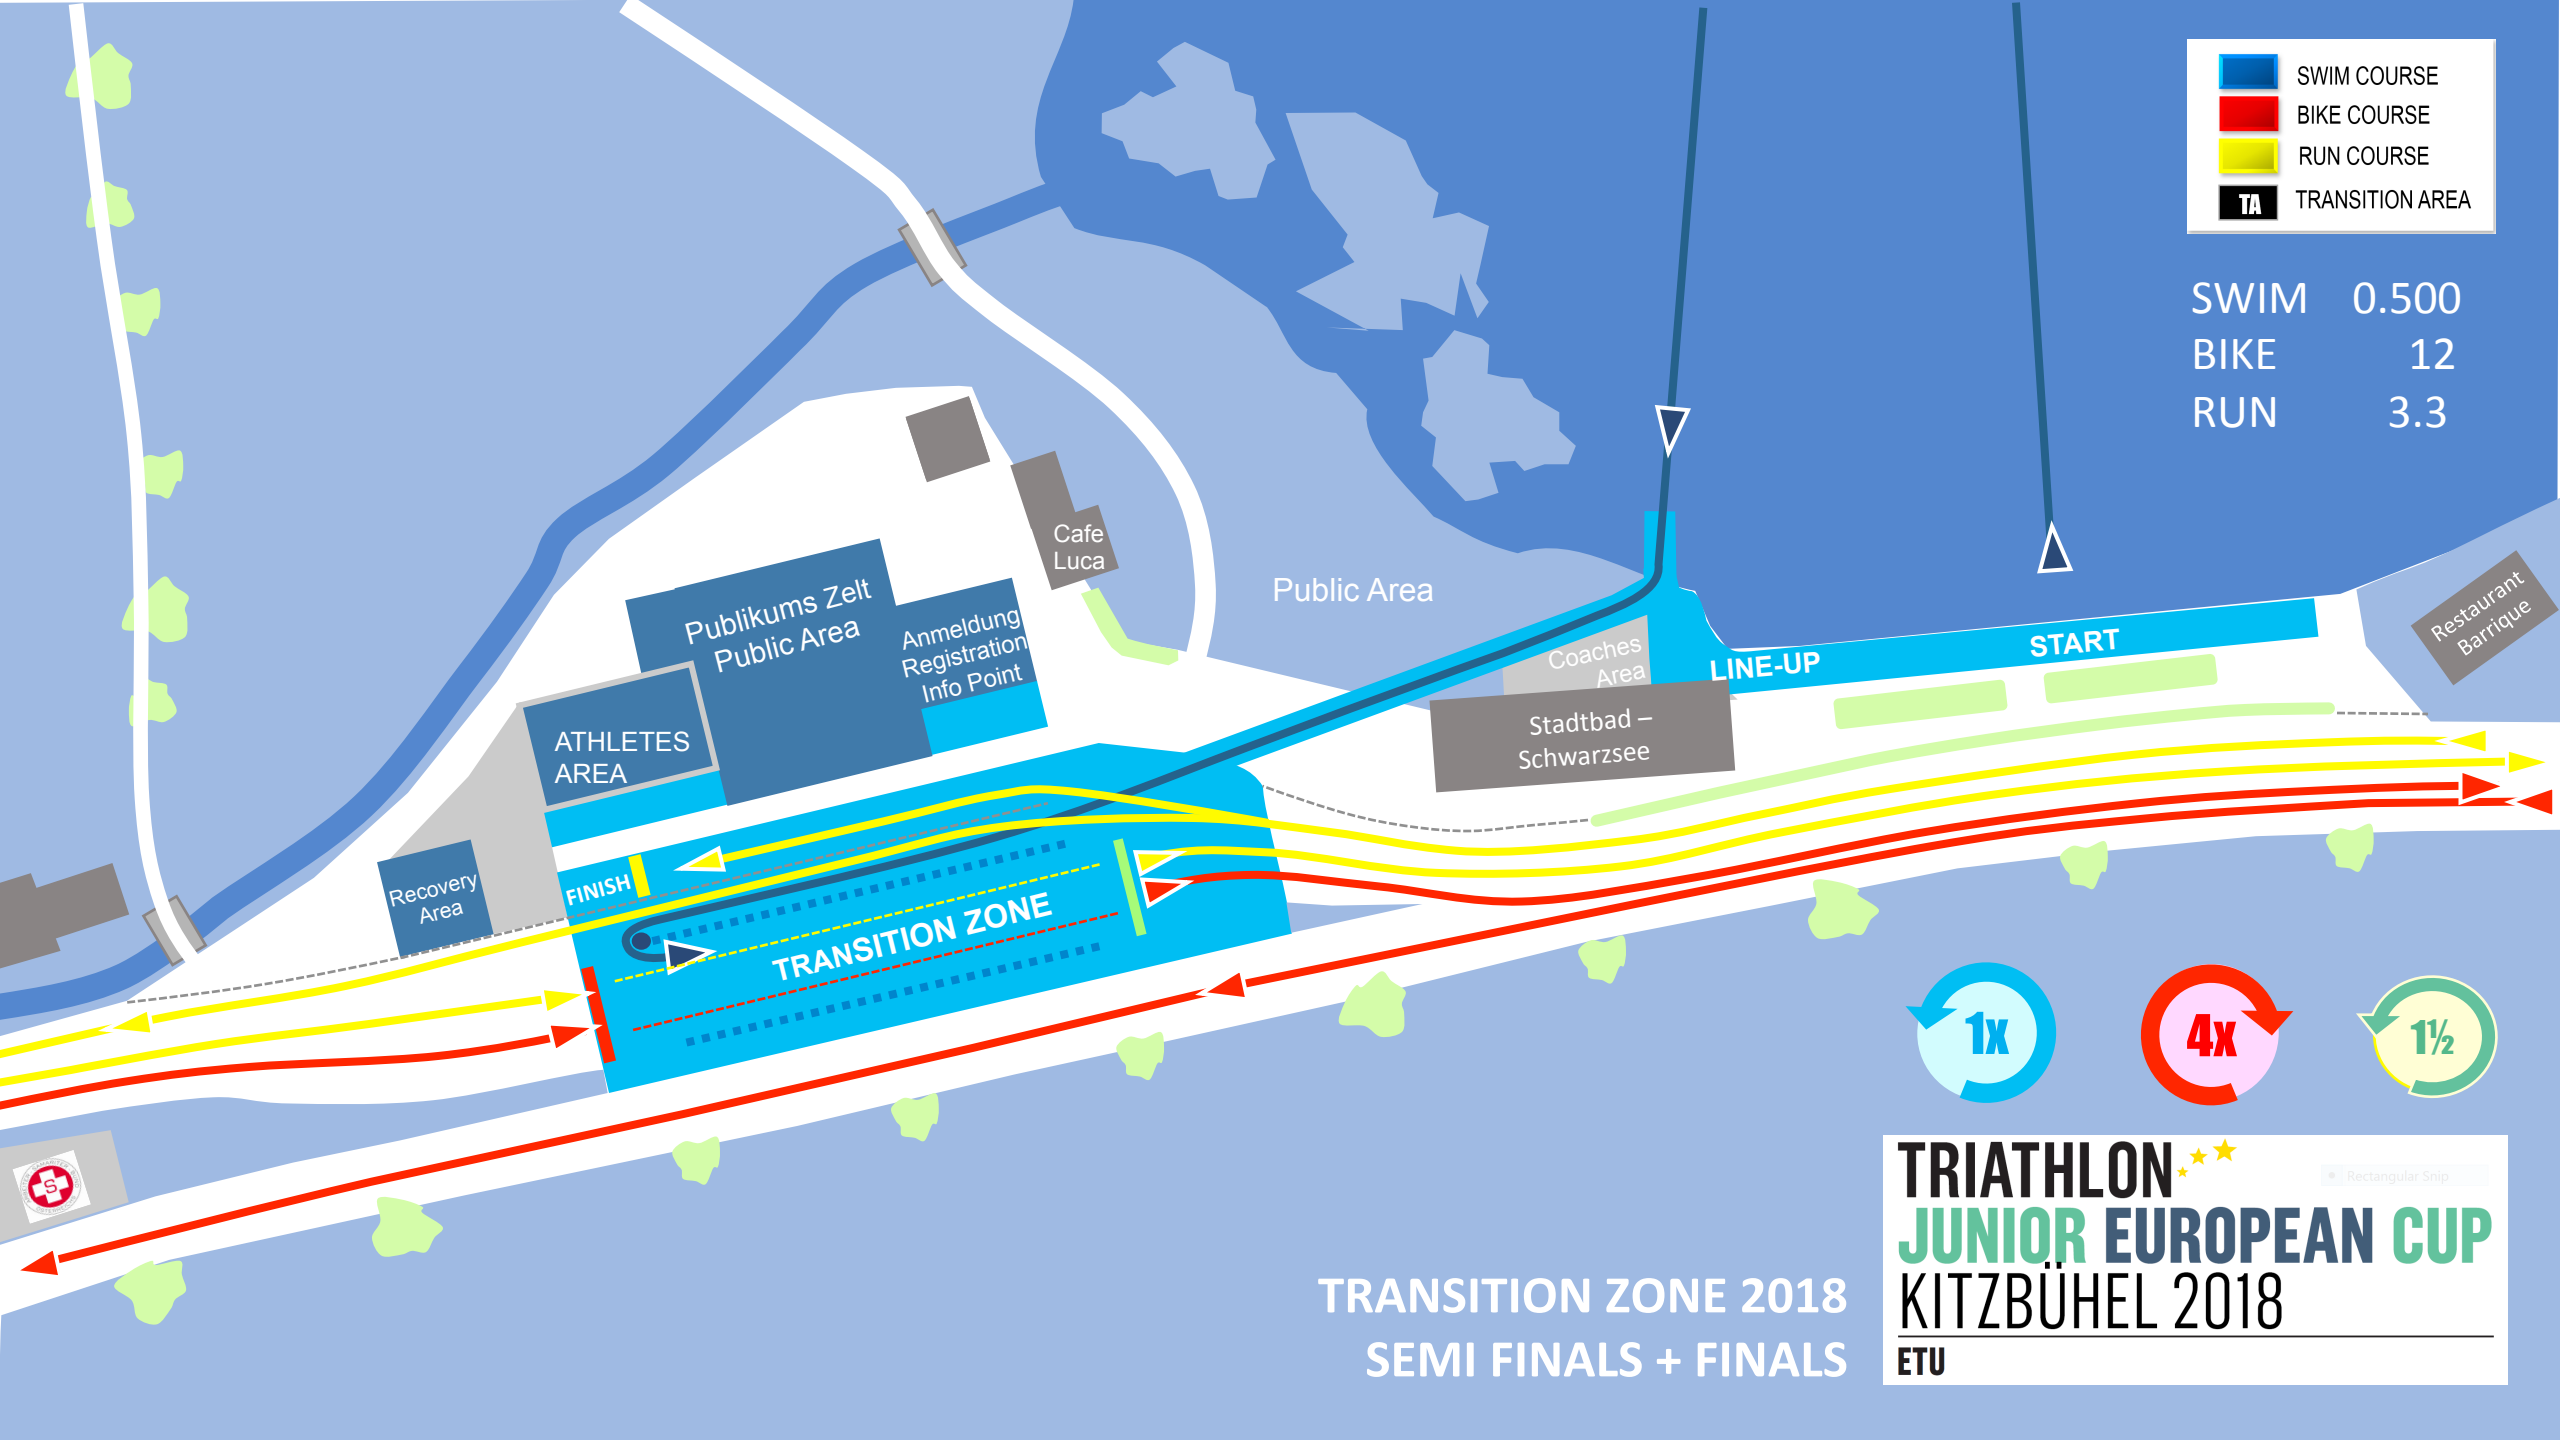 SWIM COURSE
BIKE COURSE
RUN COURSE
TA TRANSITION AREA
SWIM 0.500
BIKE 12
RUN 3.3
Cafe
Luca
Public Area
Publikums Zelt
Public Area
Anmeldung
Registration
Info Point
Restaurant
Barrique
Coaches
Area
LINE-UP
START
Stadtbad –
Schwarzsee
ATHLETES
AREA
Recovery
Area
FINISH
TRANSITION ZONE
1x
4x
1½
S
TRIATHLON
JUNIOR EUROPEAN CUP
KITZBÜHEL 2018
ETU
Rectangular Snip
TRANSITION ZONE 2018
SEMI FINALS + FINALS